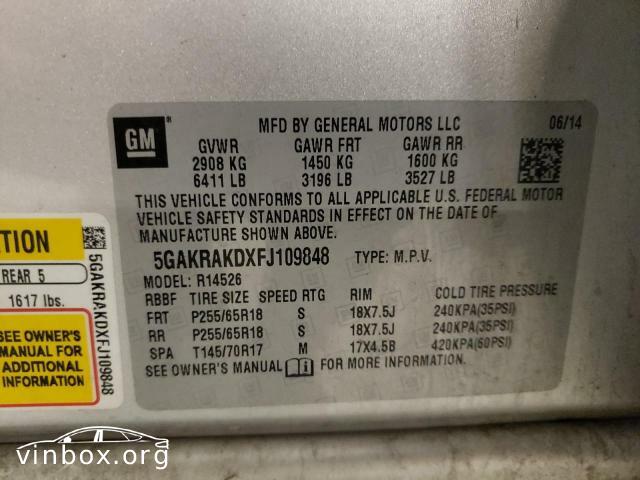 GM ®
MFD BY GENERAL MOTORS LLC 06/14
GVWR GAWR FRT GAWR RR
2908 KG 1450 KG 1600 KG
6411 LB 3196 LB 3527 LB
THIS VEHICLE CONFORMS TO ALL APPLICABLE U.S. FEDERAL MOTOR
VEHICLE SAFETY STANDARDS IN EFFECT ON THE DATE OF
MANUFACTURE SHOWN ABOVE.
5GAKRAKDXFJ109848 TYPE: M.P.V.
MODEL: R14526
RBBF TIRE SIZE SPEED RTG RIM COLD TIRE PRESSURE
FRT P255/65R18 S 18X7.5J 240KPA(35PSI)
RR P255/65R18 S 18X7.5J 240KPA(35PSI)
SPA T145/70R17 M 17X4.5B 420KPA(60PSI)
SEE OWNER'S MANUAL i FOR MORE INFORMATION.
TION
REAR 5
1617 lbs.
SEE OWNER'S
MANUAL FOR
ADDITIONAL
INFORMATION
5GAKRAKDXFJ109848
vinbox.org